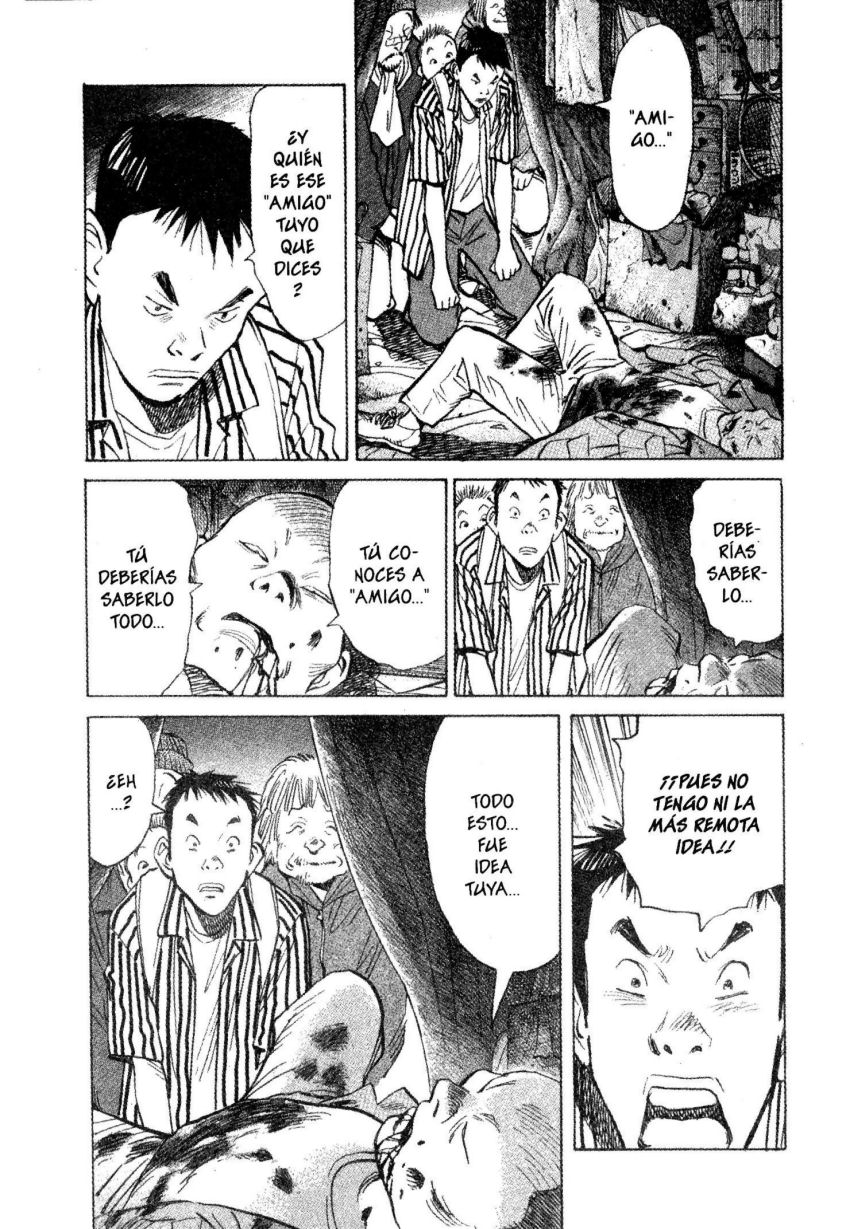 "AMI-
GO..."
¿Y
QUIÉN
ES ESE
"AMIGO"
TUYO
QUE
DICES
?
DEBE-
RÍAS
SABER-
LO...
TÚ CO-
NOCES A
"AMIGO..."
TÚ
DEBERÍAS
SABERLO
TODO...
¡¡PUES NO
TENGO NI LA
MÁS REMOTA
IDEA!!
TODO
ESTO...
FUE
IDEA
TUYA...
¿EH
...?